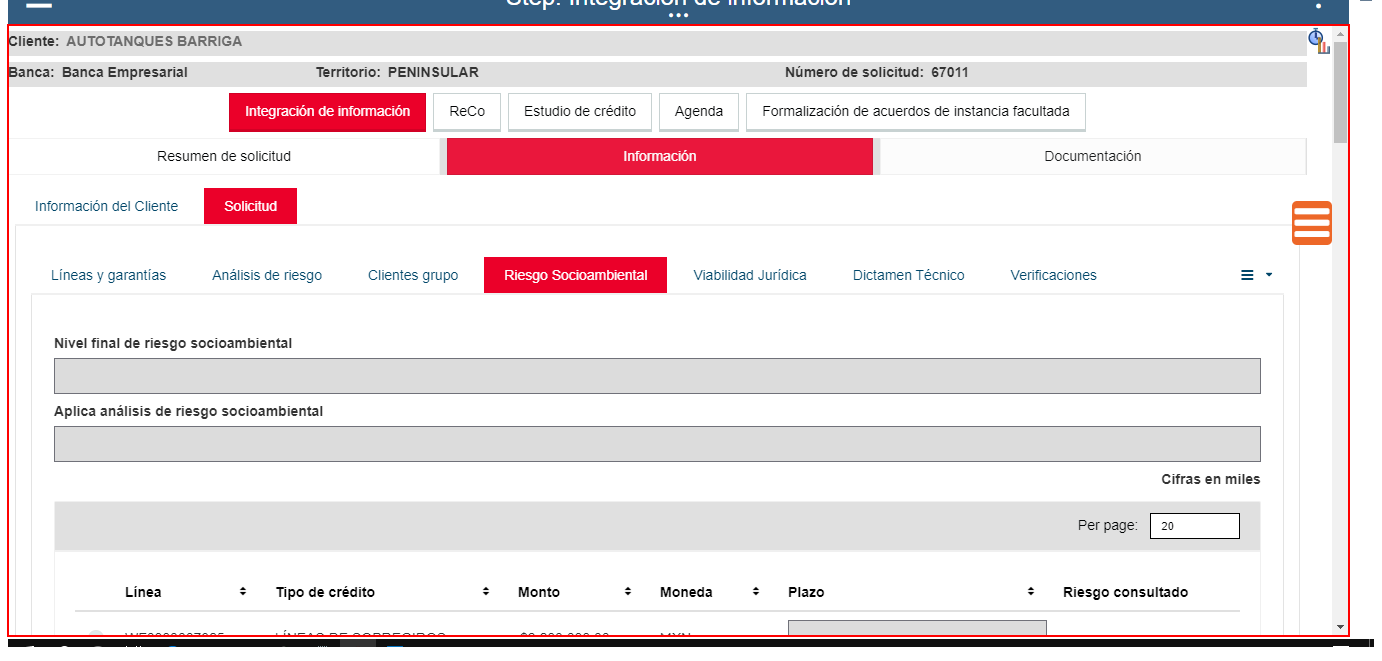 Step: Integración de información
Cliente: AUTOTANQUES BARRIGA
Banca: Banca Empresarial Territorio: PENINSULAR Número de solicitud: 67011
Integración de información ReCo Estudio de crédito Agenda Formalización de acuerdos de instancia facultada
Resumen de solicitud Información Documentación
Información del Cliente Solicitud
Líneas y garantías Análisis de riesgo Clientes grupo Riesgo Socioambiental Viabilidad Jurídica Dictamen Técnico Verificaciones
Nivel final de riesgo socioambiental
Aplica análisis de riesgo socioambiental
Cifras en miles
Per page: 20
Línea Tipo de crédito Monto Moneda Plazo Riesgo consultado
LÍNEAS DE SOBREGIROS MXN